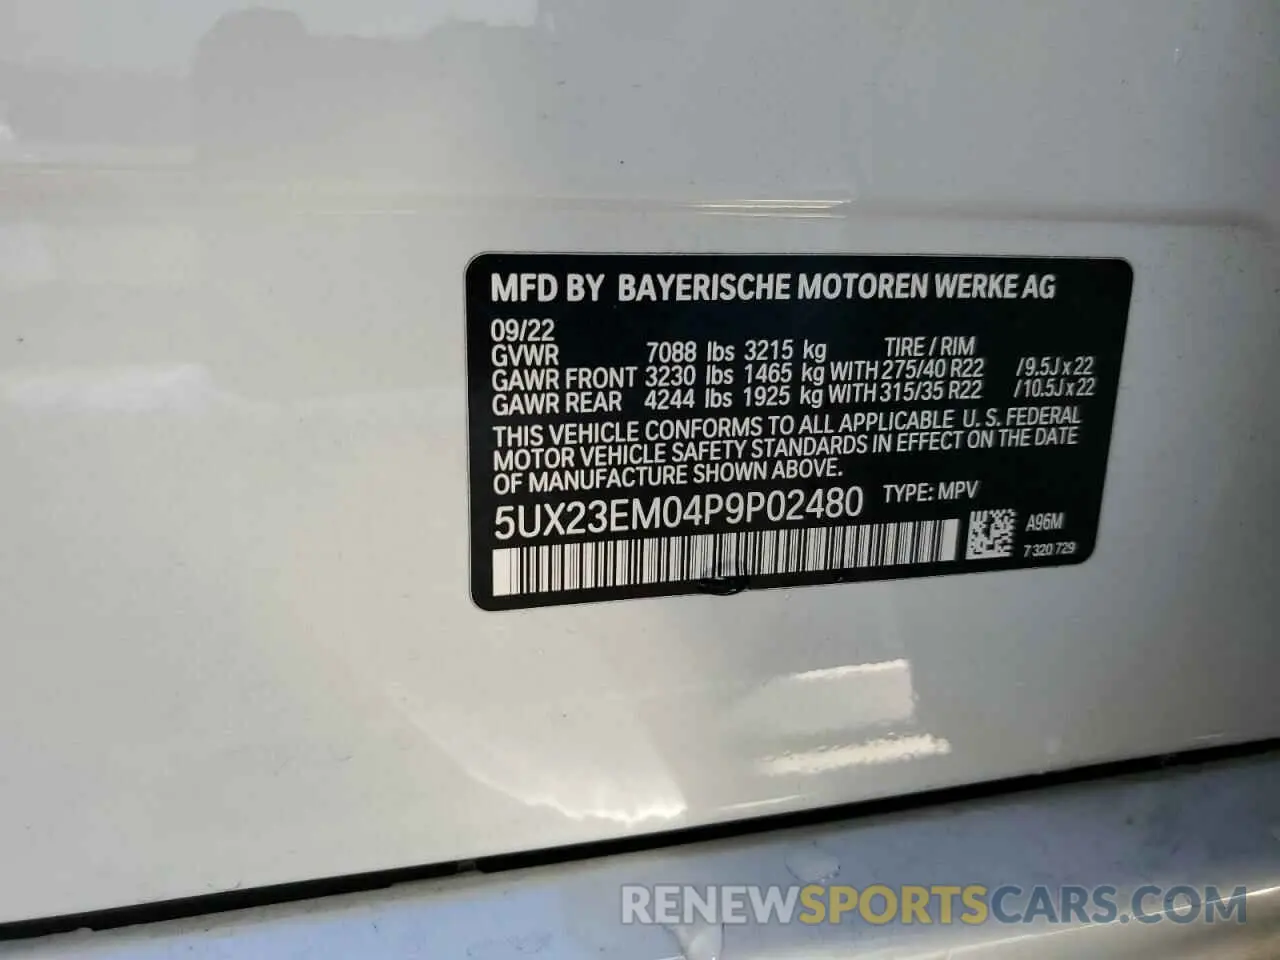 MFD BY BAYERISCHE MOTOREN WERKE AG
09/22
GVWR 7088 lbs 3215 kg TIRE / RIM
GAWR FRONT 3230 lbs 1465 kg WITH 275/40 R22 /9.5J x 22
GAWR REAR 4244 lbs 1925 kg WITH 315/35 R22 /10.5J x 22
THIS VEHICLE CONFORMS TO ALL APPLICABLE U. S. FEDERAL
MOTOR VEHICLE SAFETY STANDARDS IN EFFECT ON THE DATE
OF MANUFACTURE SHOWN ABOVE.
5UX23EM04P9P02480 TYPE: MPV
A96M
7 320 729
RENEWSPORTSCARS.COM